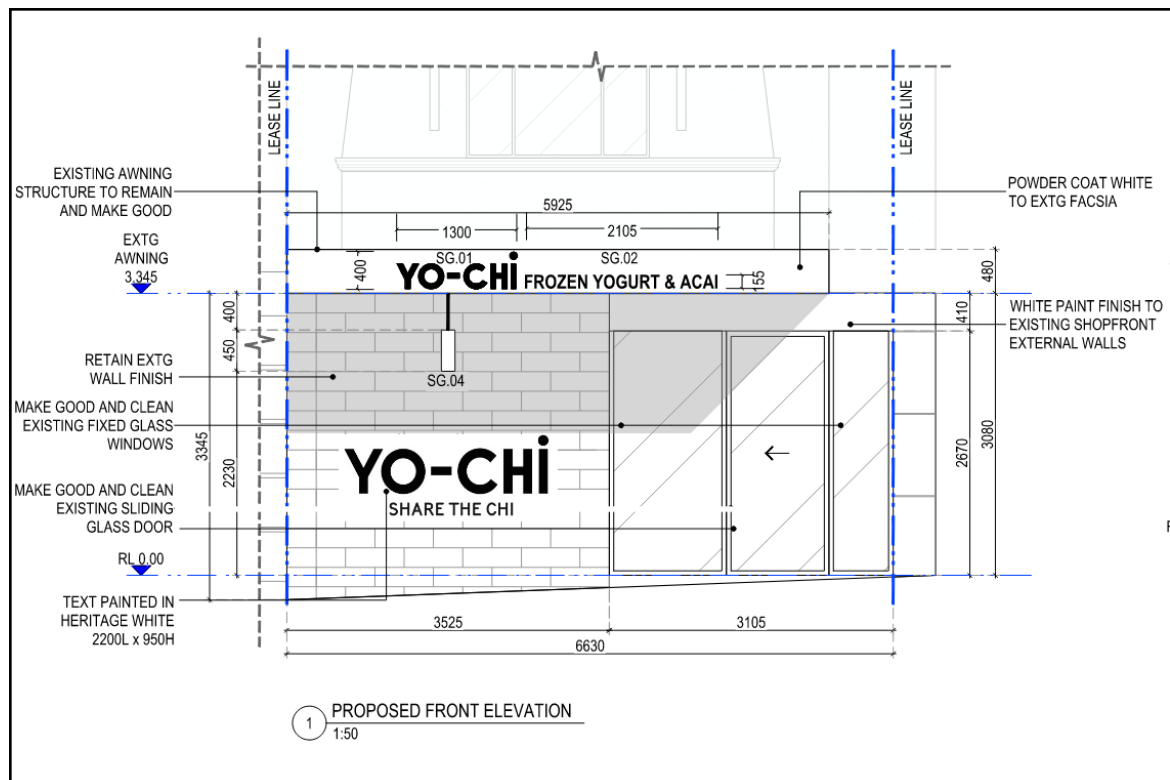 LEASE LINE
LEASE LINE
EXISTING AWNING
STRUCTURE TO REMAIN
AND MAKE GOOD
POWDER COAT WHITE
TO EXTG FACSIA
5925
1300
2105
EXTG
AWNING
3.345
SG.01
SG.02
400
YO-CHi
FROZEN YOGURT & ACAI
155
480
400
410
WHITE PAINT FINISH TO
EXISTING SHOPFRONT
EXTERNAL WALLS
450
RETAIN EXTG
WALL FINISH
SG.04
MAKE GOOD AND CLEAN
EXISTING FIXED GLASS
WINDOWS
3345
2230
2670
3080
YO-CHi
SHARE THE CHI
MAKE GOOD AND CLEAN
EXISTING SLIDING
GLASS DOOR
RL 0.00
TEXT PAINTED IN
HERITAGE WHITE
2200L x 950H
3525
3105
6630
1
PROPOSED FRONT ELEVATION
1:50